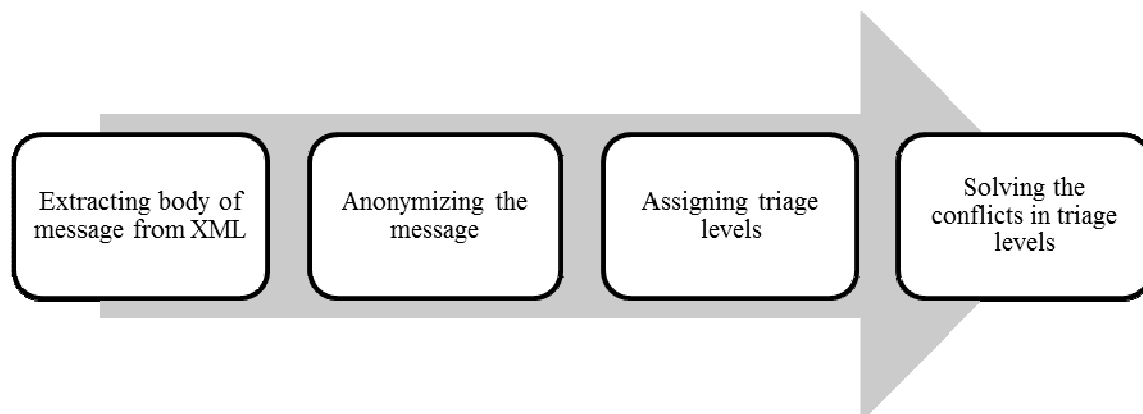 Extracting body of
message from XML
Anonymizing the
message
Assigning triage
levels
Solving the
conflicts in triage
levels